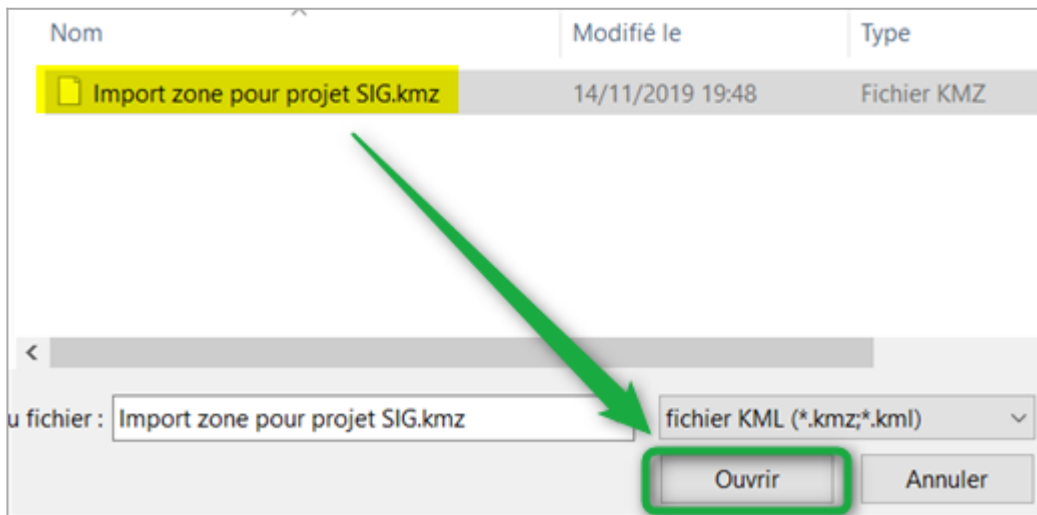 Nom Modifié le Type
Import zone pour projet SIG.kmz 14/11/2019 19:48 Fichier KMZ
u fichier : Import zone pour projet SIG.kmz fichier KML (*.kmz;*.kml)
Ouvrir Annuler